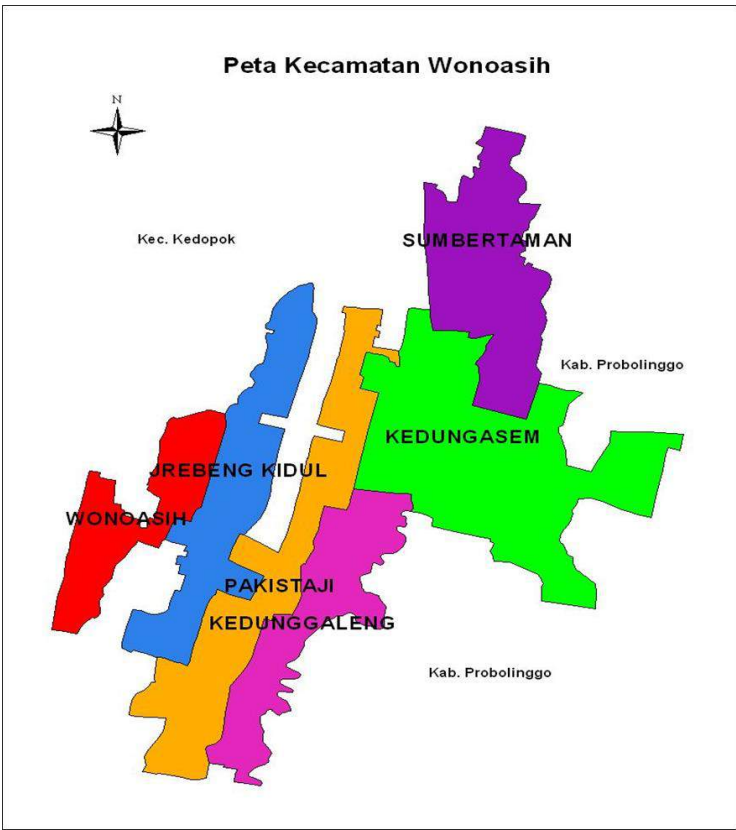 Peta Kecamatan Wonoasih
N
Kec. Kedopok
SUMBERTAMAN
Kab. Probolinggo
KEDUNGASEM
JREBENG KIDUL
WONOASIH
PAKISTAJI
KEDUNGGALENG
Kab. Probolinggo